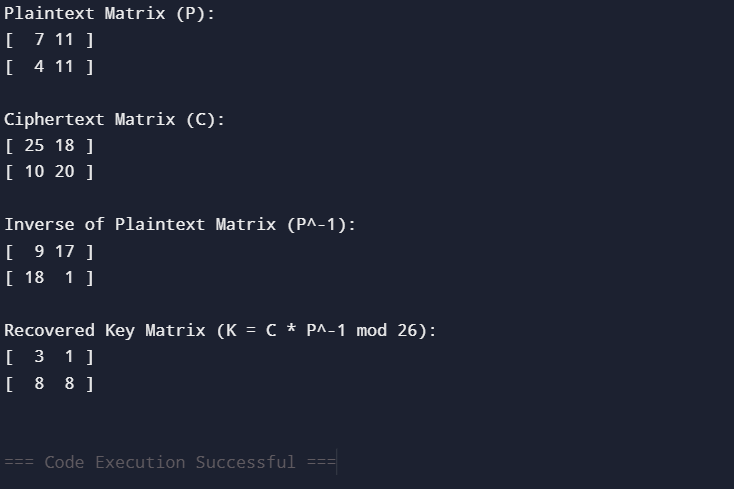 Plaintext Matrix (P):
[  7 11 ]
[  4 11 ]
Ciphertext Matrix (C):
[ 25 18 ]
[ 10 20 ]
Inverse of Plaintext Matrix (P^-1):
[  9 17 ]
[ 18  1 ]
Recovered Key Matrix (K = C * P^-1 mod 26):
[  3  1 ]
[  8  8 ]
=== Code Execution Successful ===